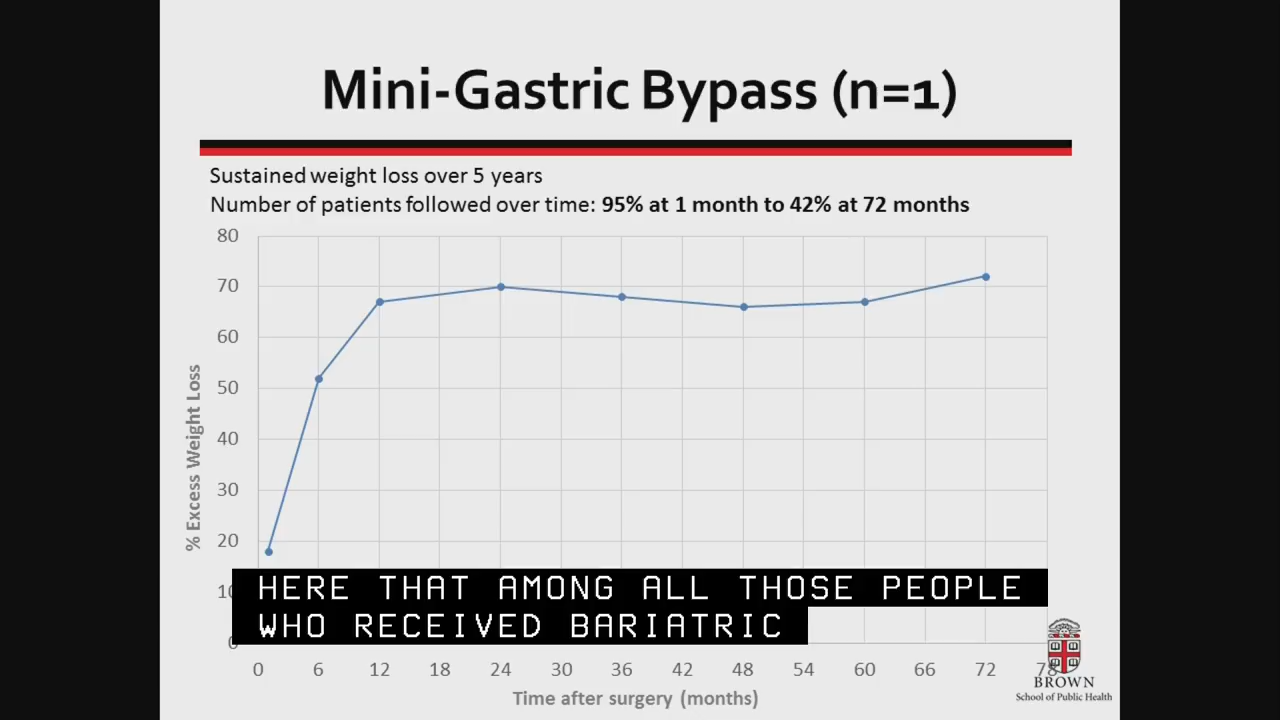 Mini-Gastric Bypass (n=1)
Sustained weight loss over 5 years
Number of patients followed over time: 95% at 1 month to 42% at 72 months
80
70
60
50
40
30
20
10
0
% Excess Weight Loss
HERE THAT AMONG ALL THOSE PEOPLE
WHO RECEIVED BARIATRIC
0 6 12 18 24 30 36 42 48 54 60 66 72 78
Time after surgery (months)
BROWN
School of Public Health